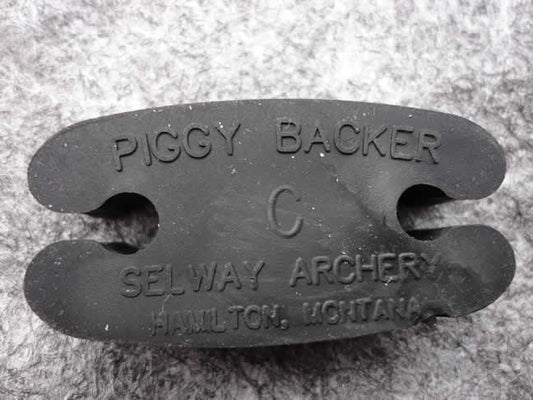 PIGGY BACKER
C
SELWAY ARCHERY
HAMILTON, MONTANA